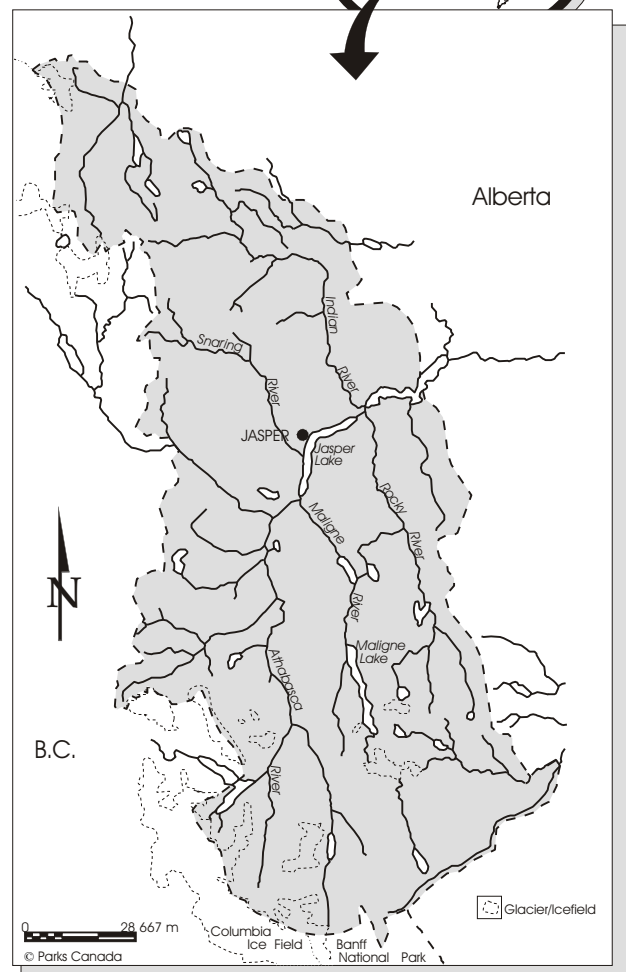 Alberta
Indian
River
Snaring
River
JASPER
Jasper
Lake
Maligne
River
Rocky
River
N
Maligne
Lake
Athabasca
River
B.C.
Glacier/Icefield
0 28,667 m
© Parks Canada
Columbia
Ice Field
Banff
National Park